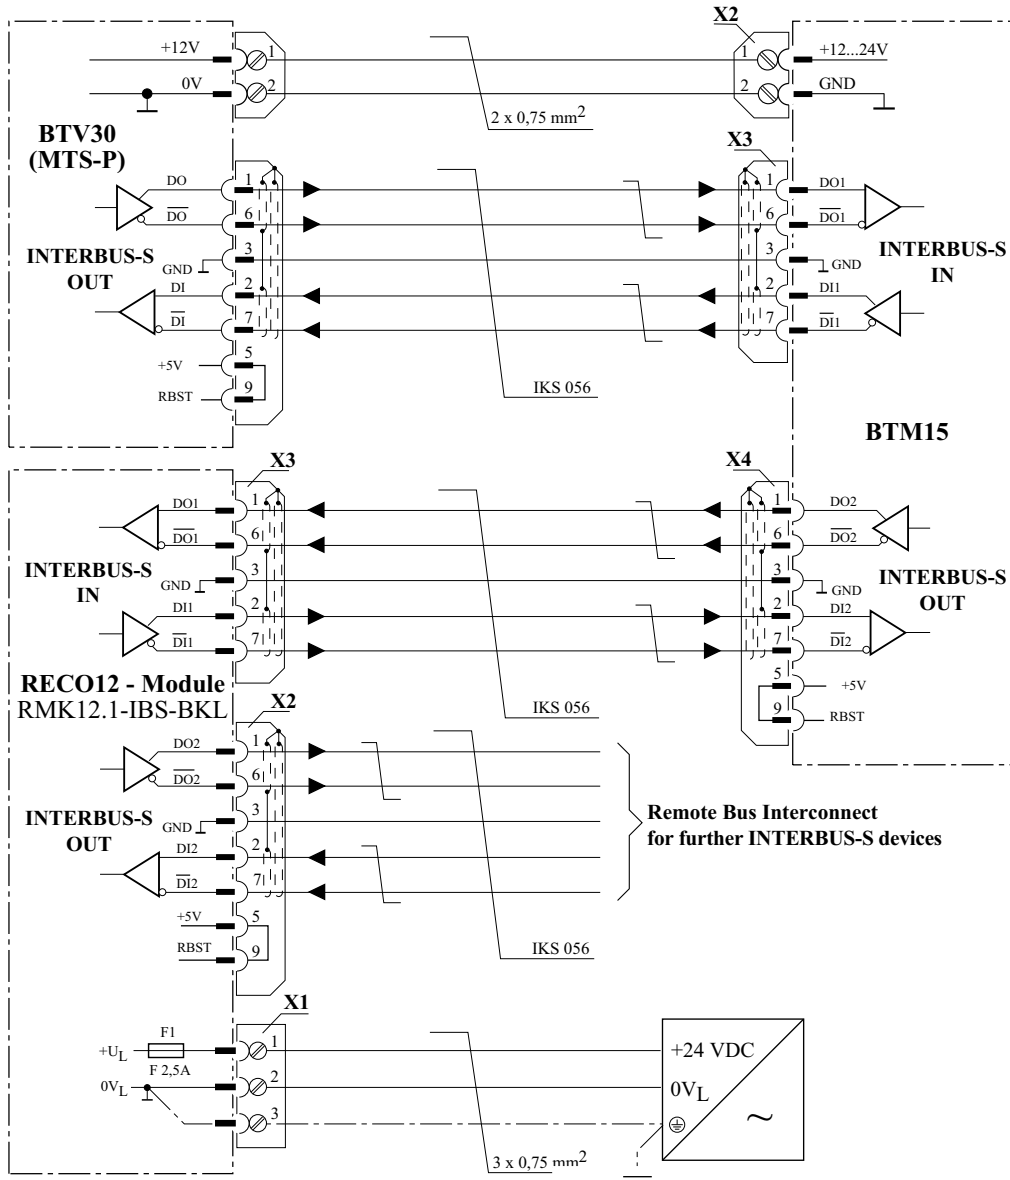 X2
+12V 1 1 +12...24V
0V 2 2 GND
2 x 0,75 mm²
BTV30
(MTS-P)
X3
DO 1 1 DO1
DO 6 6 DO1
INTERBUS-S
OUT
INTERBUS-S
IN
GND 3 3 GND
DI 2 2 DI1
DI 7 7 DI1
+5V 5
RBST 9
IKS 056
BTM15
X3 X4
DO1 1 1 DO2
DO1 6 6 DO2
INTERBUS-S
IN
INTERBUS-S
OUT
GND 3 3 GND
DI1 2 2 DI2
DI1 7 7 DI2
5 +5V
9 RBST
IKS 056
RECO12 - Module
RMK12.1-IBS-BKL
X2
DO2 1
DO2 6
INTERBUS-S
OUT
GND 3
DI2 2
DI2 7
+5V 5
RBST 9
Remote Bus Interconnect
for further INTERBUS-S devices
IKS 056
X1
F1
+UL 1 +24 VDC
F 2,5A
0VL 2 0VL
3
~
3 x 0,75 mm²